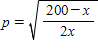 p = √((200 − x)/(2x))